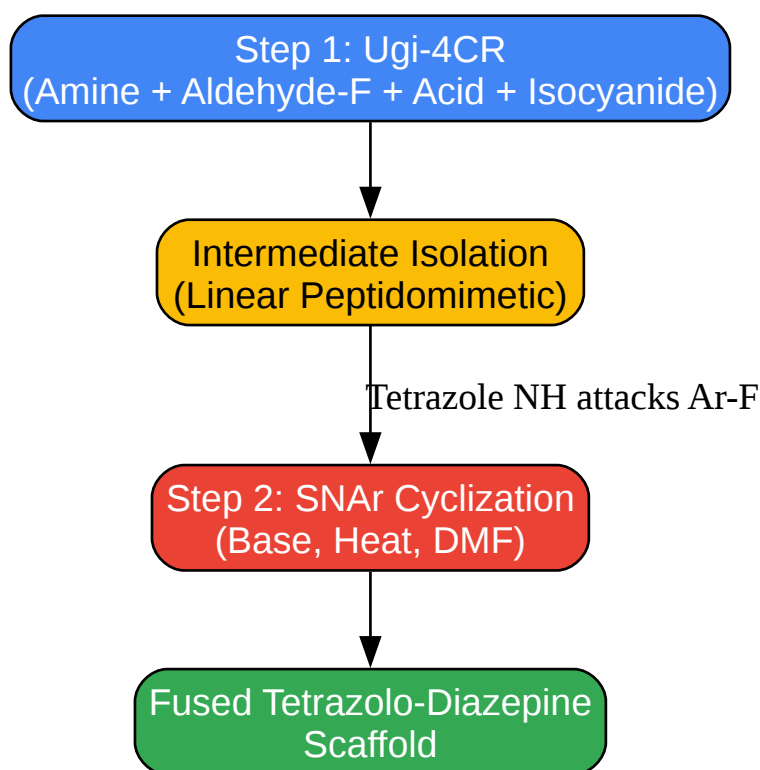 Step 1: Ugi-4CR
(Amine + Aldehyde-F + Acid + Isocyanide)
Intermediate Isolation
(Linear Peptidomimetic)
Tetrazole NH attacks Ar-F
Step 2: SNAr Cyclization
(Base, Heat, DMF)
Fused Tetrazolo-Diazepine
Scaffold